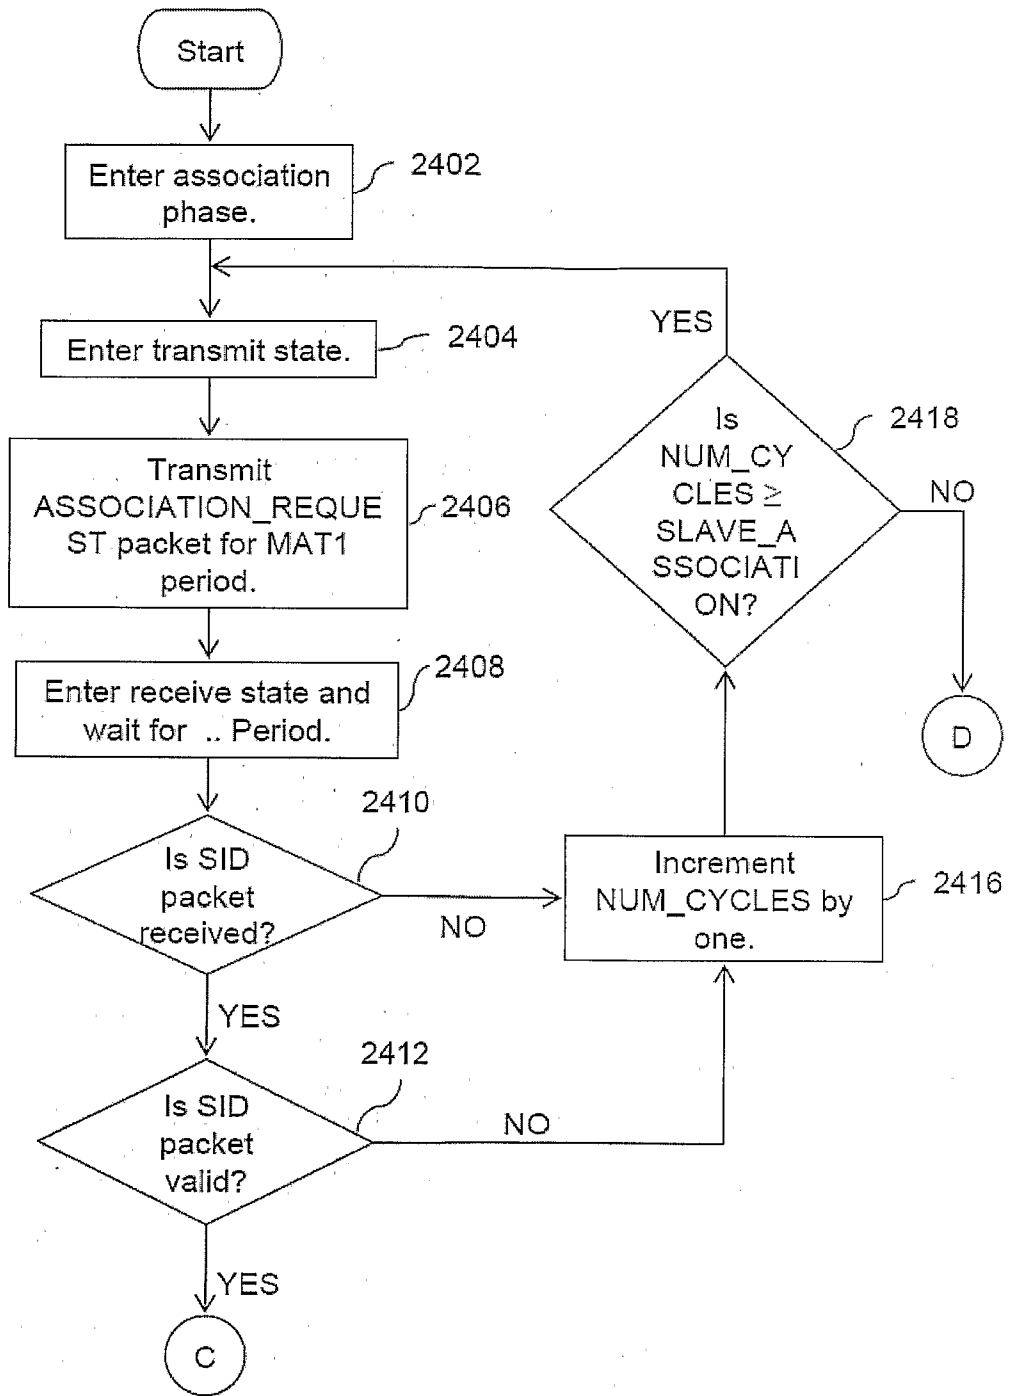 Start
Enter association
phase.
2402
Enter transmit state.
2404
Transmit
ASSOCIATION_REQUE
ST packet for MAT1
period.
2406
Enter receive state and
wait for .. Period.
2408
Is SID
packet
received?
2410
NO
YES
Is SID
packet
valid?
2412
NO
YES
C
Increment
NUM_CYCLES by
one.
2416
Is
NUM_CY
CLES ≥
SLAVE_A
SSOCIATI
ON?
2418
YES
NO
D